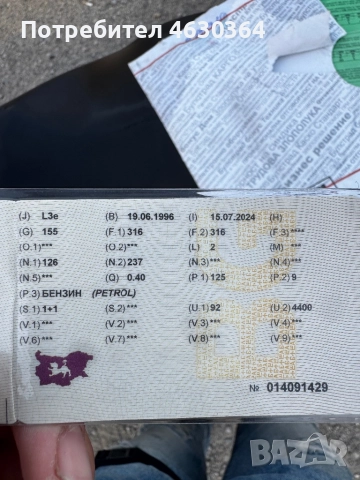 Потребител 4630364
(J) L3e (B) 19.06.1996 (I) 15.07.2024 (H)
(G) 155 (F.1) 316 (F.2) 316 (F.3) ****
(O.1)*** (O.2)*** (L) 2 (M) ***
(N.1) 126 (N.2) 237 (N.3)*** (N.4)***
(N.5)*** (Q) 0.40 (P.1) 125 (P.2) 9
(P.3) БЕНЗИН (PETROL)
(S.1) 1+1 (S.2) *** (U.1) 92 (U.2) 4400
(V.1) *** (V.2) *** (V.3) *** (V.4) ***
(V.6) *** (V.7) *** (V.8) *** (V.9) ***
№ 014091429
BAZAR